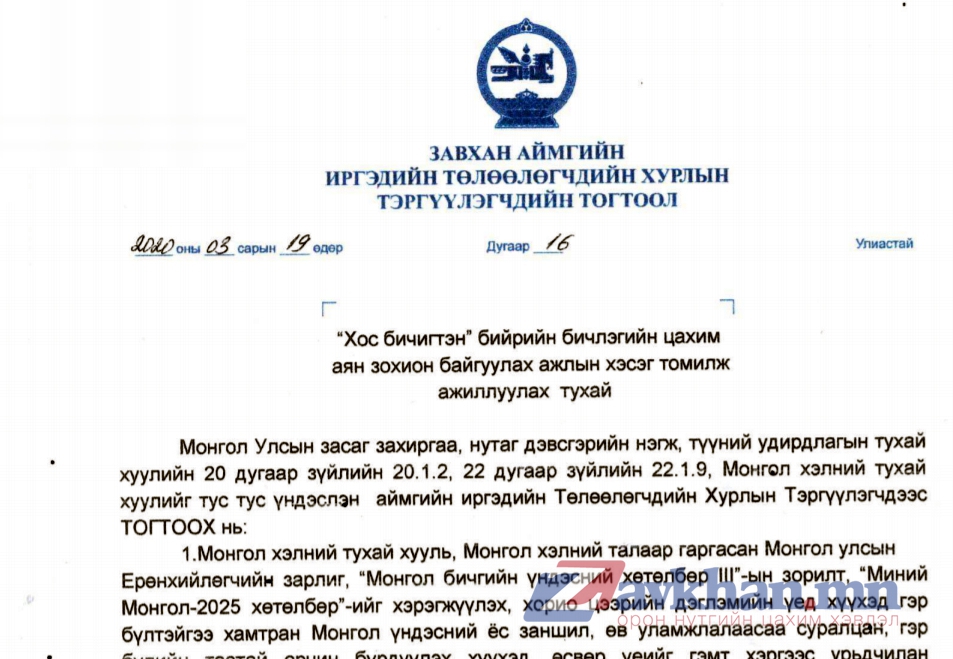 ЗАВХАН АЙМГИЙН
ИРГЭДИЙН ТӨЛӨӨЛӨГЧДИЙН ХУРЛЫН
ТЭРГҮҮЛЭГЧДИЙН ТОГТООЛ
2020 оны 03 сарын 19 өдөр Дугаар 16 Улиастай
“Хос бичигтэн” бийрийн бичлэгийн цахим
аян зохион байгуулах ажлын хэсэг томилж
ажиллуулах тухай
Монгол Улсын засаг захиргаа, нутаг дэвсгэрийн нэгж, түүний удирдлагын тухай
хуулийн 20 дугаар зүйлийн 20.1.2, 22 дугаар зүйлийн 22.1.9, Монгол хэлний тухай
хуулийг тус тус үндэслэн аймгийн иргэдийн Төлөөлөгчдийн Хурлын Тэргүүлэгчдээс
ТОГТООХ нь:
1.Монгол хэлний тухай хууль, Монгол хэлний талаар гаргасан Монгол улсын
Ерөнхийлөгчийн зарлиг, “Монгол бичгийн үндэсний хөтөлбөр III”-ын зорилт, “Миний
Монгол-2025 хөтөлбөр”-ийг хэрэгжүүлэх, хорио цээрийн дэглэмийн үед хүүхэд гэр
бүлтэйгээ хамтран Монгол үндэсний ёс заншил, өв уламжлалаасаа суралцан, гэр
Zavkhan.mn
орон нутгийн цахим хэвлэл